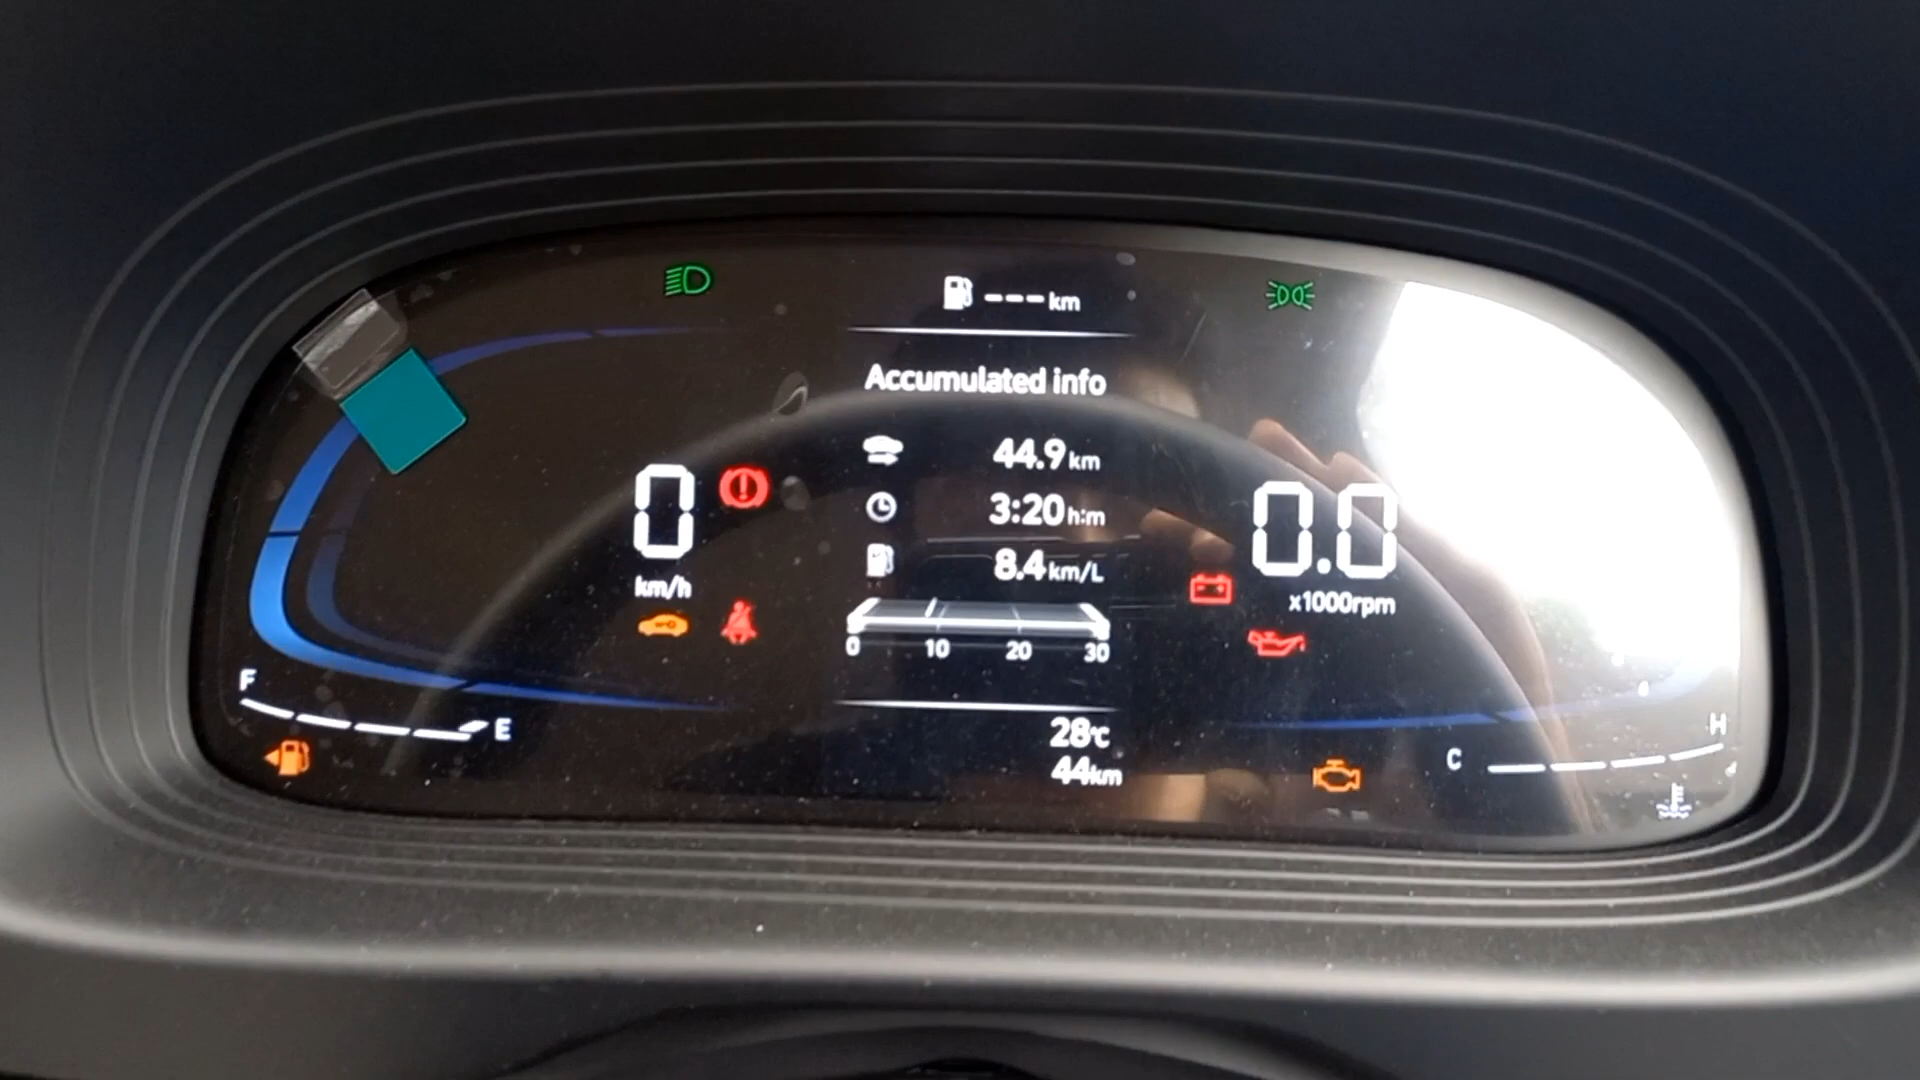 --- km
Accumulated info
44.9 km
3:20 h:m
8.4 km/L
0 10 20 30
0
km/h
0.0
x1000rpm
F E
28°C
44km
C H